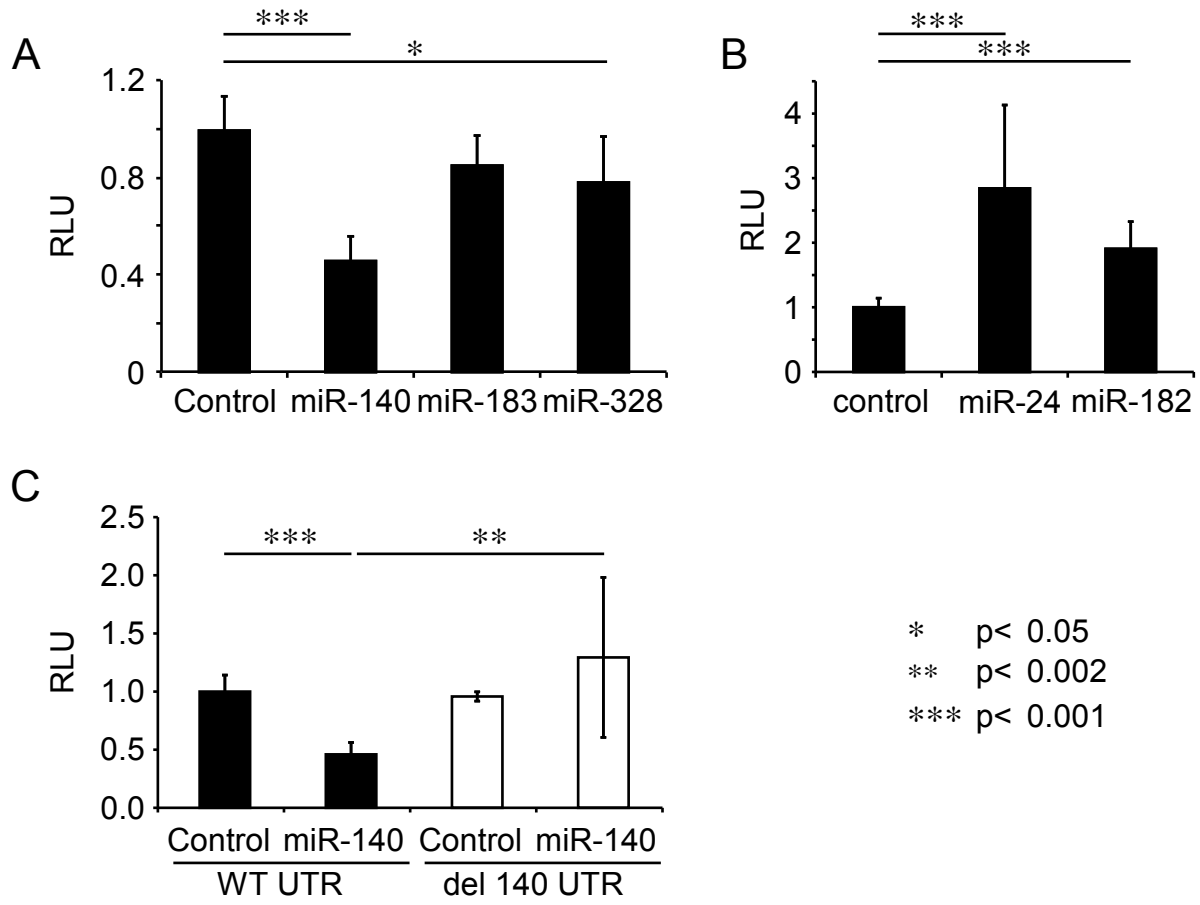 A
***
*
1.2
0.8
0.4
0
RLU
Control miR-140 miR-183 miR-328
B
***
***
4
3
2
1
0
RLU
control miR-24 miR-182
C
***
**
2.5
2.0
1.5
1.0
0.5
0.0
RLU
Control miR-140 Control miR-140
WT UTR del 140 UTR
* p< 0.05
** p< 0.002
*** p< 0.001